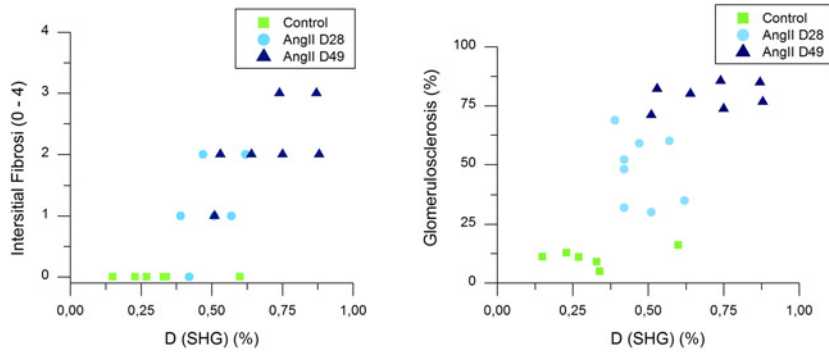 Control
AngII D28
AngII D49
4
3
2
1
0
Intersitial Fibrosi (0 - 4)
0,00
0,25
0,50
0,75
1,00
D (SHG) (%)
Control
AngII D28
AngII D49
100
75
50
25
0
Glomerulosclerosis (%)
0,00
0,25
0,50
0,75
1,00
D (SHG) (%)